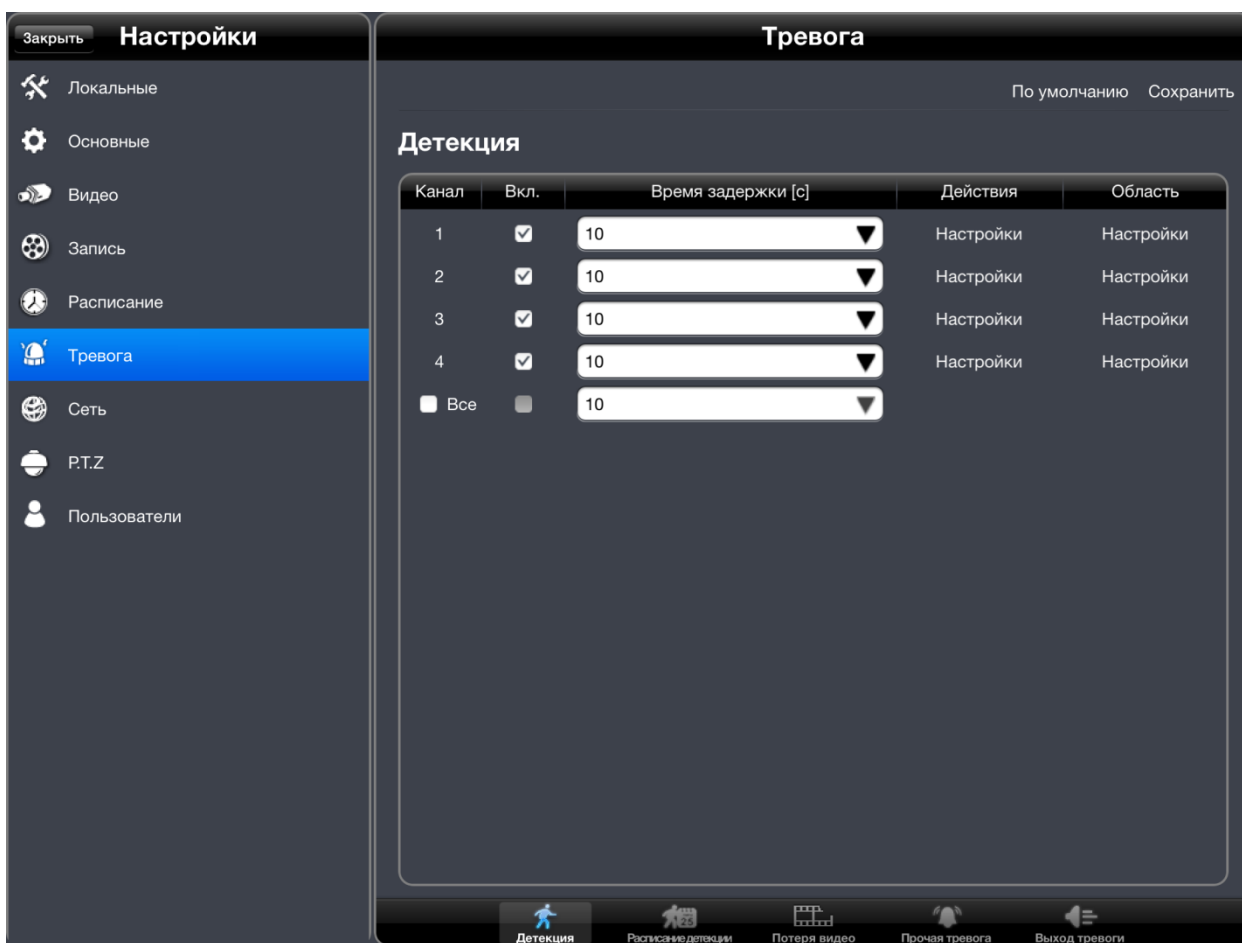 Закрыть Настройки
Локальные
Основные
Видео
Запись
Расписание
Тревога
Сеть
P.T.Z
Пользователи
Тревога
По умолчанию Сохранить
Детекция
Канал Вкл. Время задержки [с] Действия Область
1 10 Настройки Настройки
2 10 Настройки Настройки
3 10 Настройки Настройки
4 10 Настройки Настройки
Все 10
Детекция Расписание детекции Потеря видео Прочая тревога Выход тревоги